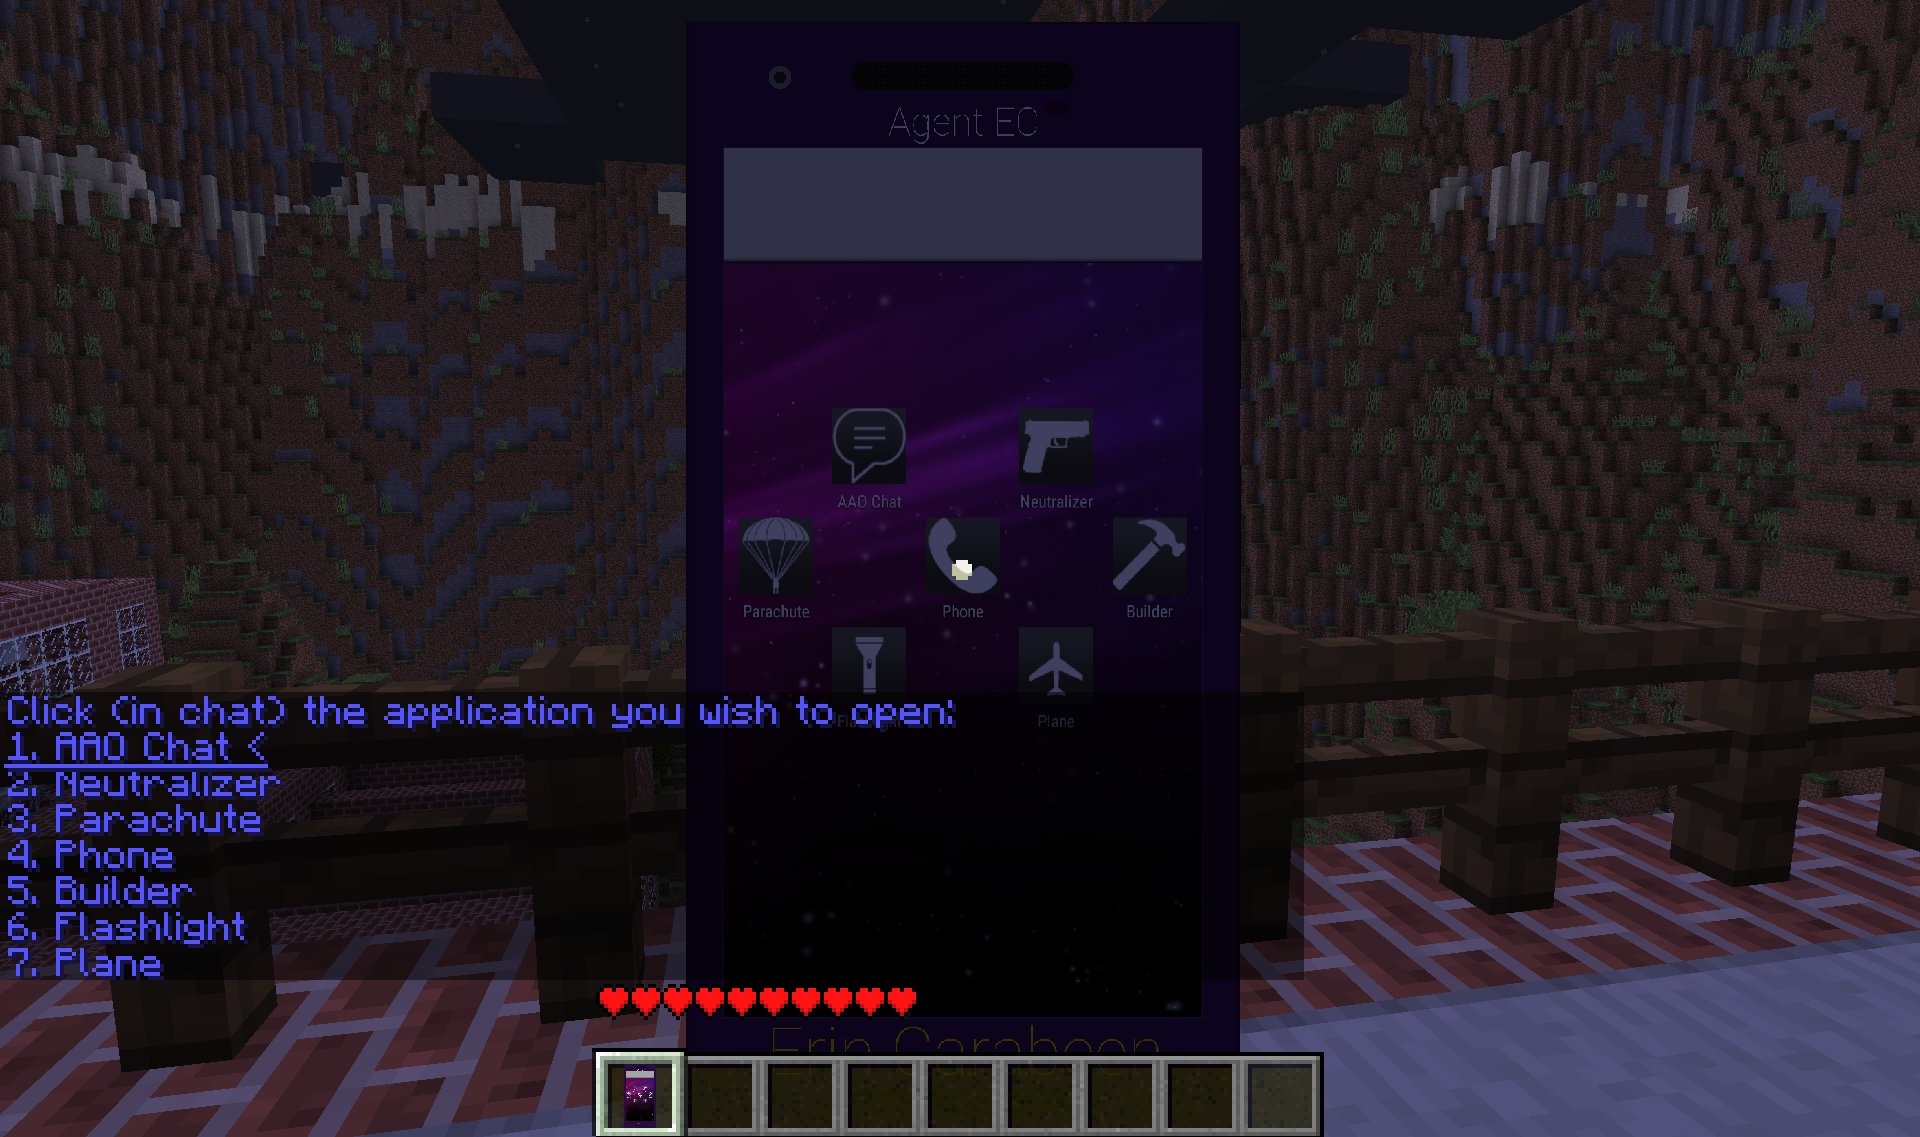 Agent EC
AAO Chat
Neutralizer
Parachute
Phone
Builder
Plane
Click (in chat) the application you wish to open:
1. AAO Chat <
2. Neutralizer
3. Parachute
4. Phone
5. Builder
6. Flashlight
7. Plane
Erin